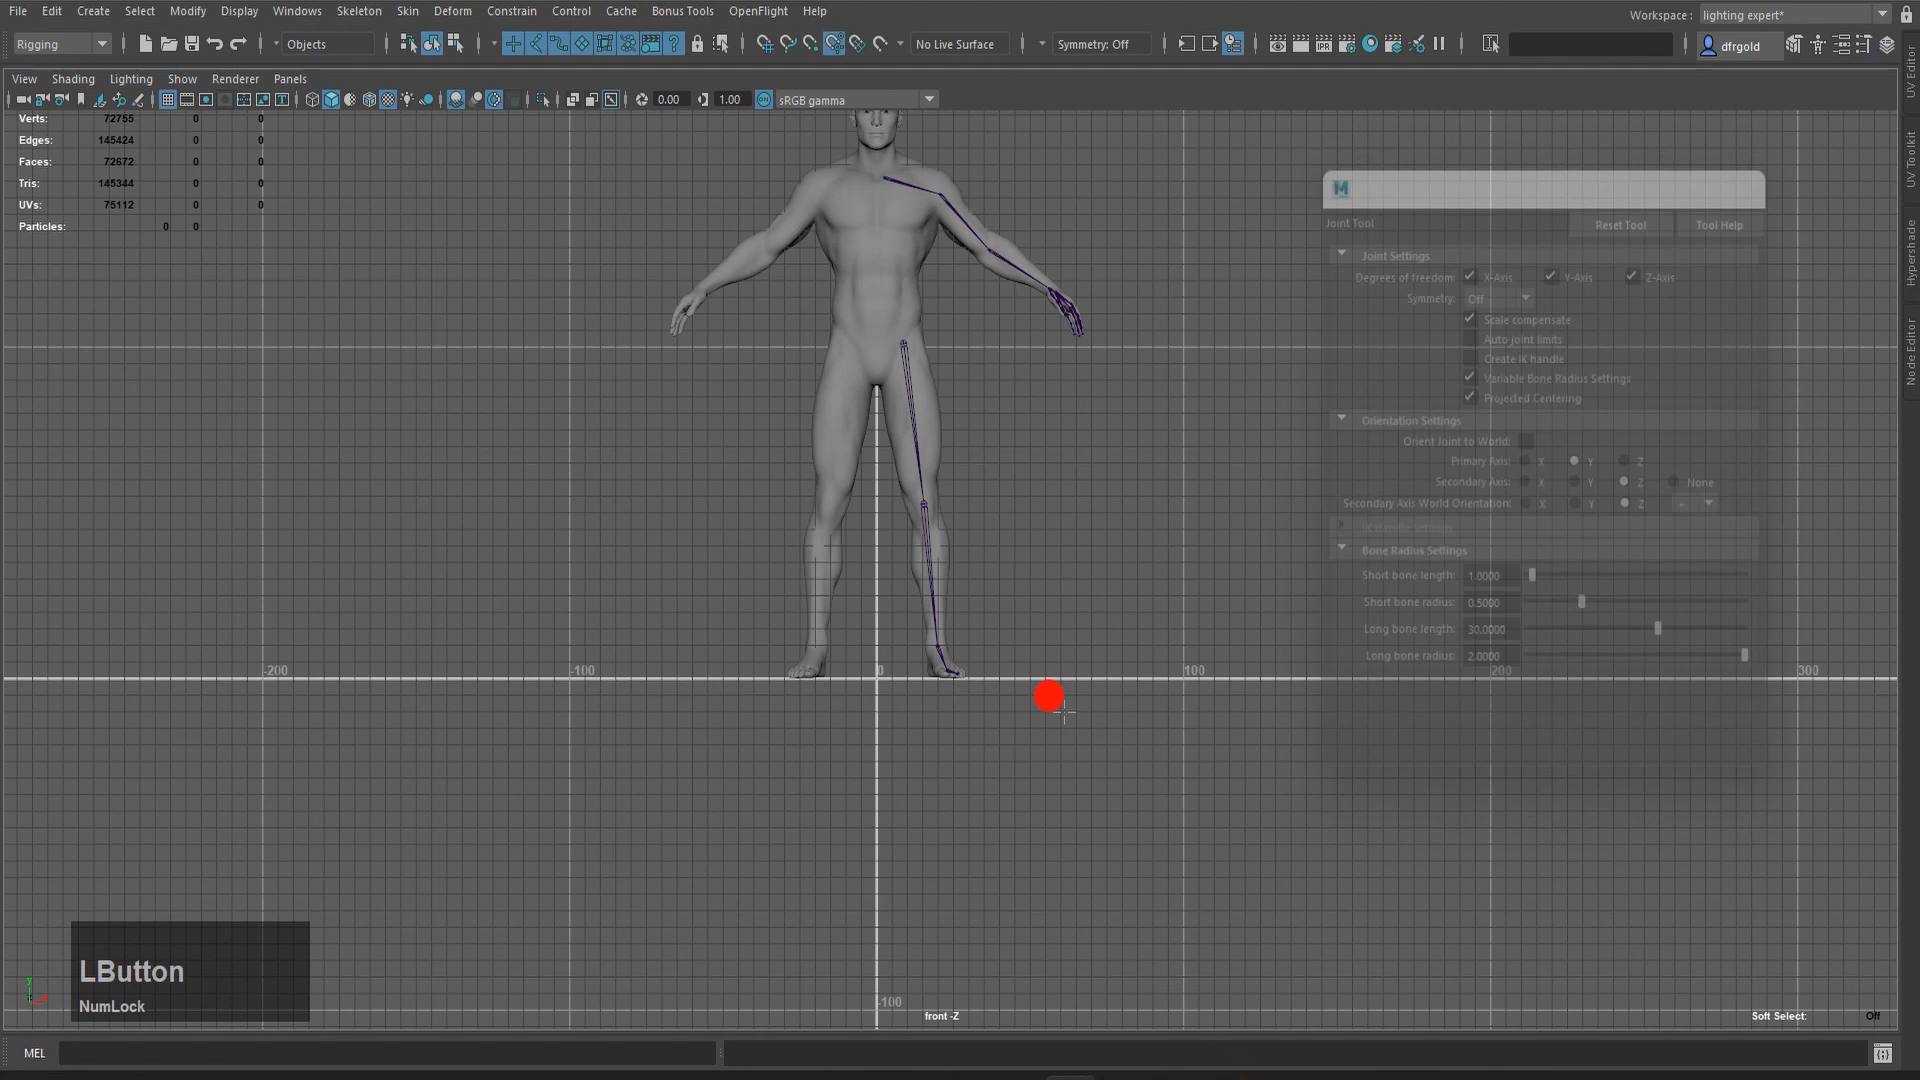 File Edit Create Select Modify Display Windows Skeleton Skin Deform Constrain Control Cache Bonus Tools OpenFlight Help
Workspace : lighting expert*
Rigging Objects No Live Surface Symmetry: Off dfrgold
View Shading Lighting Show Renderer Panels
0.00 1.00 sRGB gamma
Verts: 72755 0 0
Edges: 145424 0 0
Faces: 72672 0 0
Tris: 145344 0 0
UVs: 75112 0 0
Particles: 0 0
UV Editor
UV Toolkit
Hypershade
Node Editor
M
Joint Tool Reset Tool Tool Help
Joint Settings
Degrees of freedom: X-Axis Y-Axis Z-Axis
Symmetry: Off
Scale compensate
Auto joint limits
Create IK handle
Variable Bone Radius Settings
Projected Centering
Orientation Settings
Orient Joint to World:
Primary Axis: X Y Z
Secondary Axis: X Y Z None
Secondary Axis World Orientation: X Y Z
IK Handle Settings
Bone Radius Settings
Short bone length: 1.0000
Short bone radius: 0.5000
Long bone length: 30.0000
Long bone radius: 2.0000
-200 -100 0 100 200 300
-100
LButton
NumLock
y
front -Z
Soft Select: Off
MEL